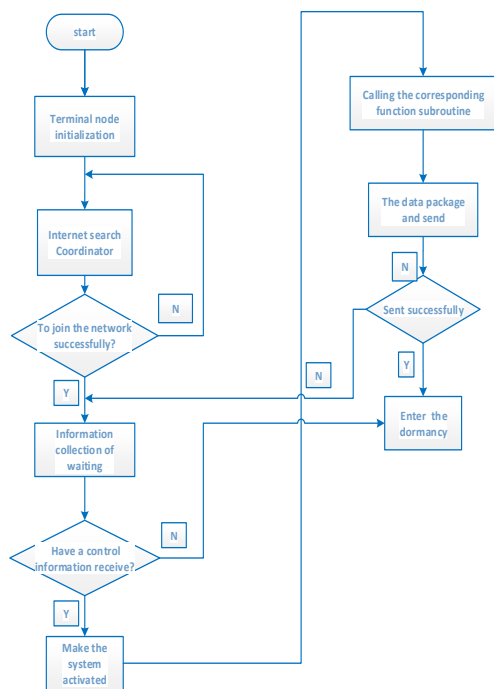 start
Terminal node
initialization
Internet search
Coordinator
N
To join the network
successfully?
Y
Information
collection of
waiting
N
Have a control
information receive?
Y
Make the
system
activated
Calling the corresponding
function subroutine
The data package
and send
N
Sent successfully
N
Y
Enter the
dormancy